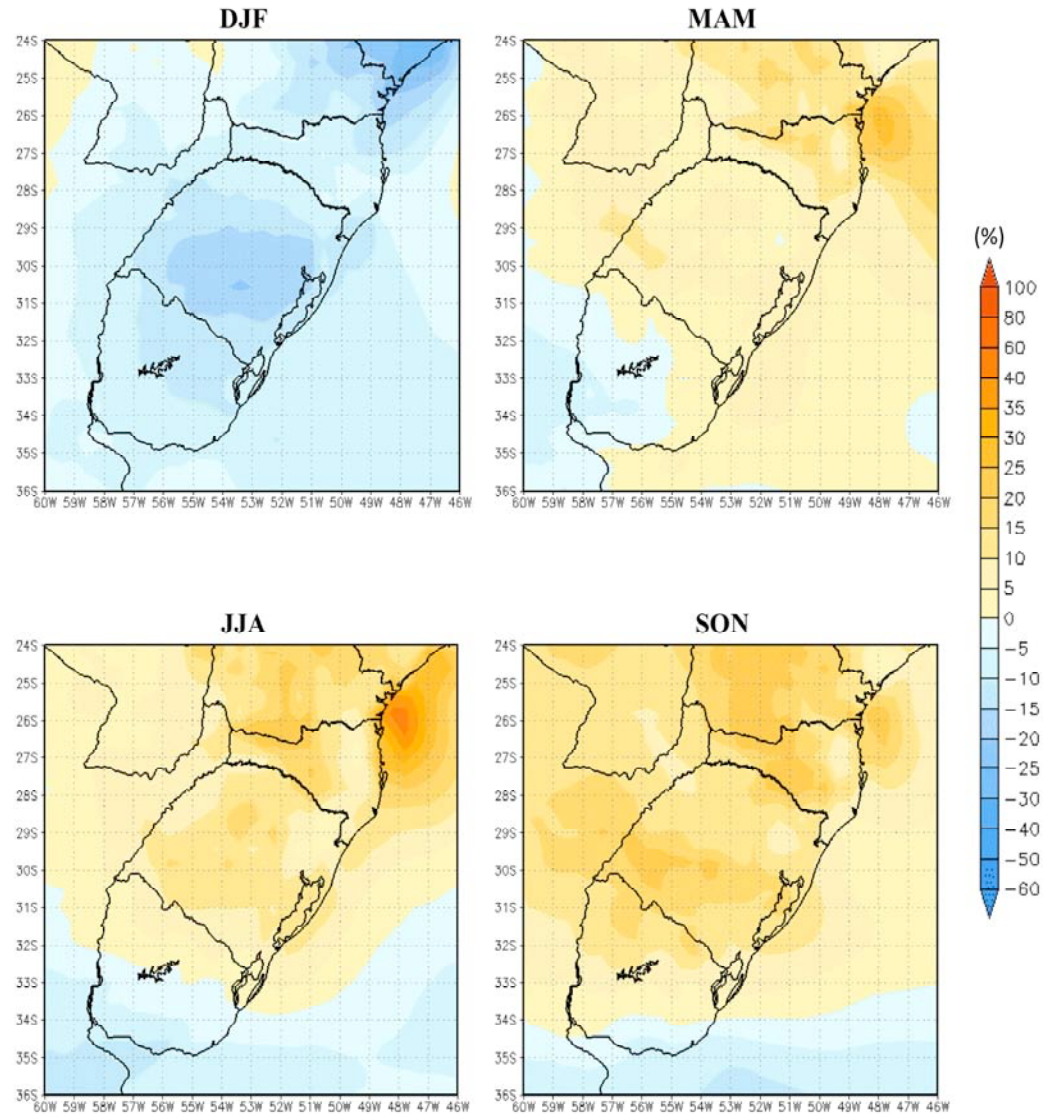 DJF
MAM
24S
25S
26S
27S
28S
29S
30S
31S
32S
33S
34S
35S
36S
60W 59W 58W 57W 56W 55W 54W 53W 52W 51W 50W 49W 48W 47W 46W
24S
25S
26S
27S
28S
29S
30S
31S
32S
33S
34S
35S
36S
60W 59W 58W 57W 56W 55W 54W 53W 52W 51W 50W 49W 48W 47W 46W
(%)
100
80
60
40
35
30
25
20
15
10
5
0
−5
−10
−15
−20
−25
−30
−40
−50
−60
JJA
SON
24S
25S
26S
27S
28S
29S
30S
31S
32S
33S
34S
35S
36S
60W 59W 58W 57W 56W 55W 54W 53W 52W 51W 50W 49W 48W 47W 46W
24S
25S
26S
27S
28S
29S
30S
31S
32S
33S
34S
35S
36S
60W 59W 58W 57W 56W 55W 54W 53W 52W 51W 50W 49W 48W 47W 46W